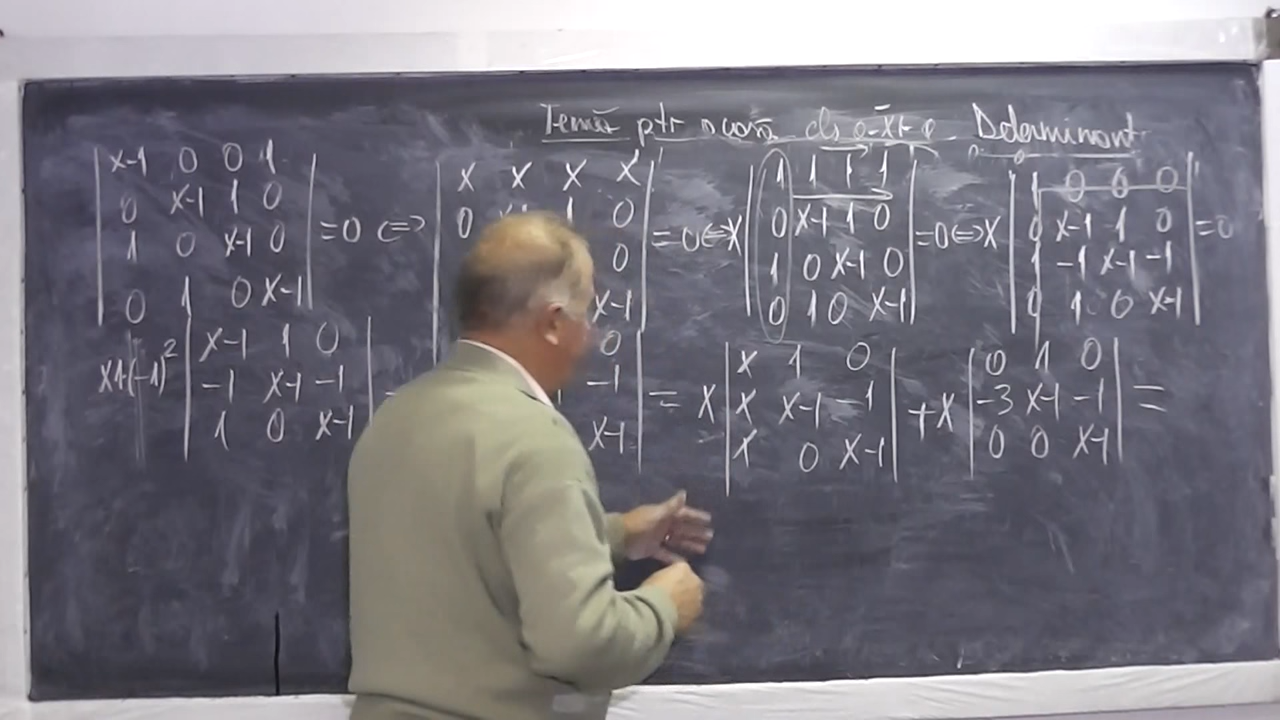 Temă ptr acasă cls a-XI-a Determinant
| x-1 0 0 1 | | x x x x | | 1 1 1 1 | | 1 0 0 0 |
| 0 x-1 1 0 | =0 <=> | 0 1 0 | =0<=>x | 0 x-1 1 0 | =0<=>x | 0 x-1 1 0 | =0
| 1 0 x-1 0 | | 0 | | 1 0 x-1 0 | | 1 -1 x-1 -1 |
| 0 1 0 x-1 | | x-1 | | 0 1 0 x-1 | | 0 1 0 x-1 |
| x-1 1 0 | 0 | | x 1 0 | | 0 1 0 |
x·1·(-1)² | -1 x-1 -1 | -1 | = x | x x-1 -1 | +x | -3 x-1 -1 | =
| 1 0 x-1 | x-1 | | x 0 x-1 | | 0 0 x-1 |